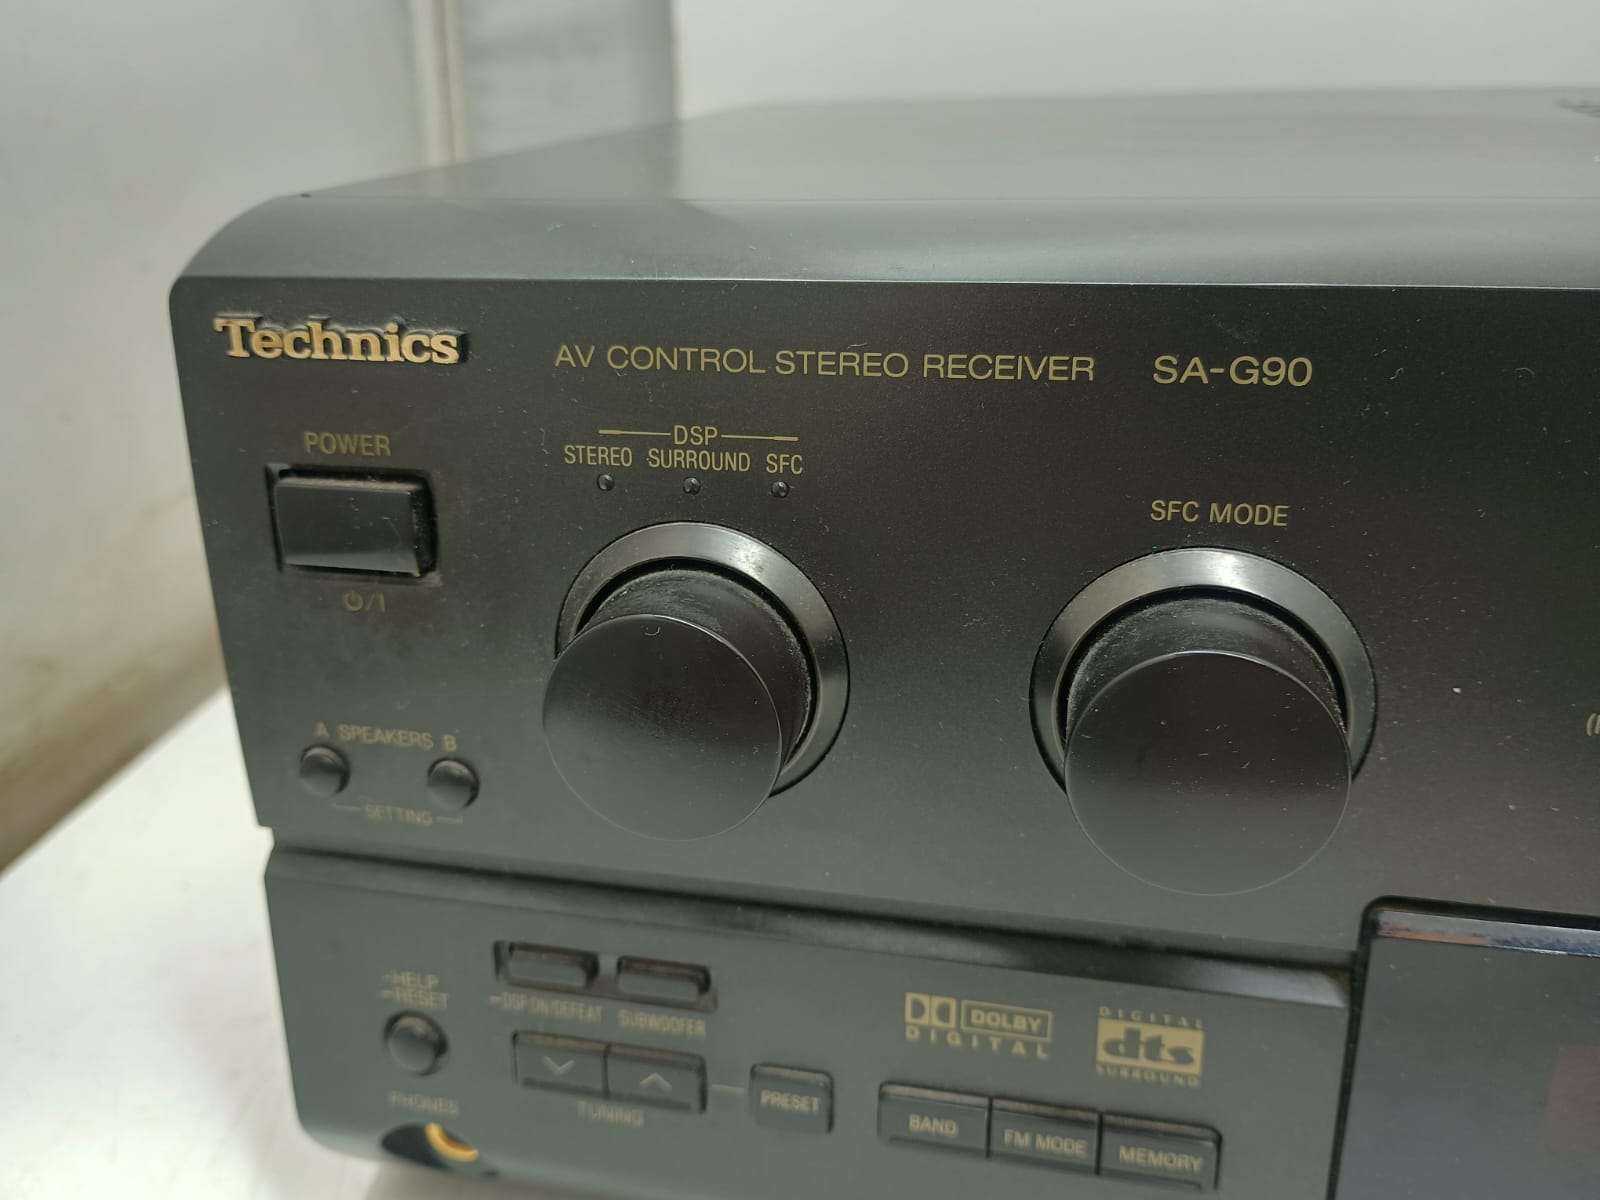 Technics
AV CONTROL STEREO RECEIVER SA-G90
POWER
⏻/I
DSP
STEREO SURROUND SFC
SFC MODE
A SPEAKERS B
SETTING
-HELP
-RESET
-DSP ON/DEFEAT SUBWOOFER
TUNING
PRESET
PHONES
DOLBY
DIGITAL
DIGITAL
dts
SURROUND
BAND FM MODE MEMORY